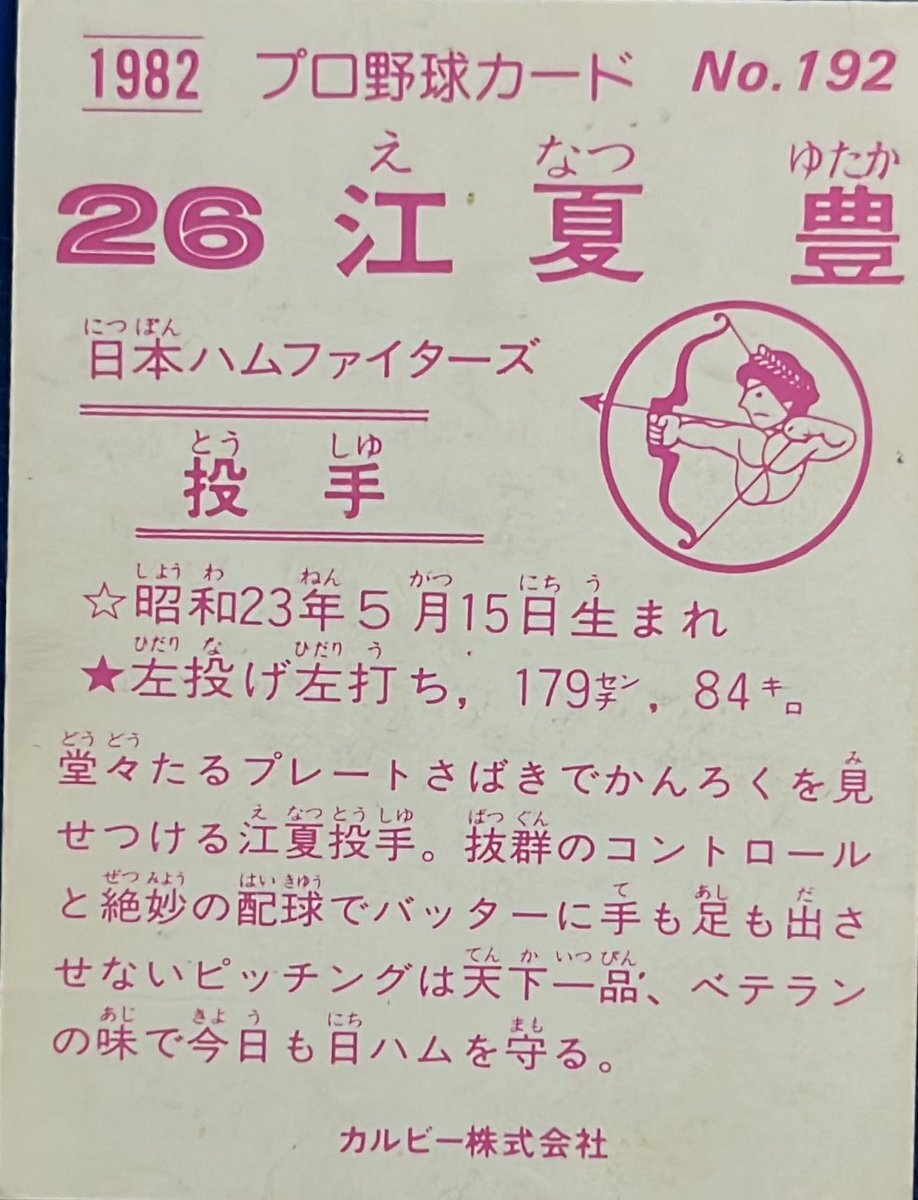 1982 プロ野球カード No.192
え なつ ゆたか
26 江夏 豊
につ ぽん
日本ハムファイターズ
とう しゆ
投手
しよう わ ねん がつ にち う
☆昭和23年5月15日生まれ
ひだり な ひだり う
★左投げ左打ち, 179センチ, 84キロ。
どう どう み
堂々たるプレートさばきでかんろくを見
え なつ とう しゆ ばつ ぐん
せつける江夏投手。抜群のコントロール
ぜつ みよう はい きゆう て あし だ
と絶妙の配球でバッターに手も足も出さ
てん か いつ ぴん
せないピッチングは天下一品、ベテラン
あじ きよ う にち まも
の味で今日も日ハムを守る。
カルビー株式会社